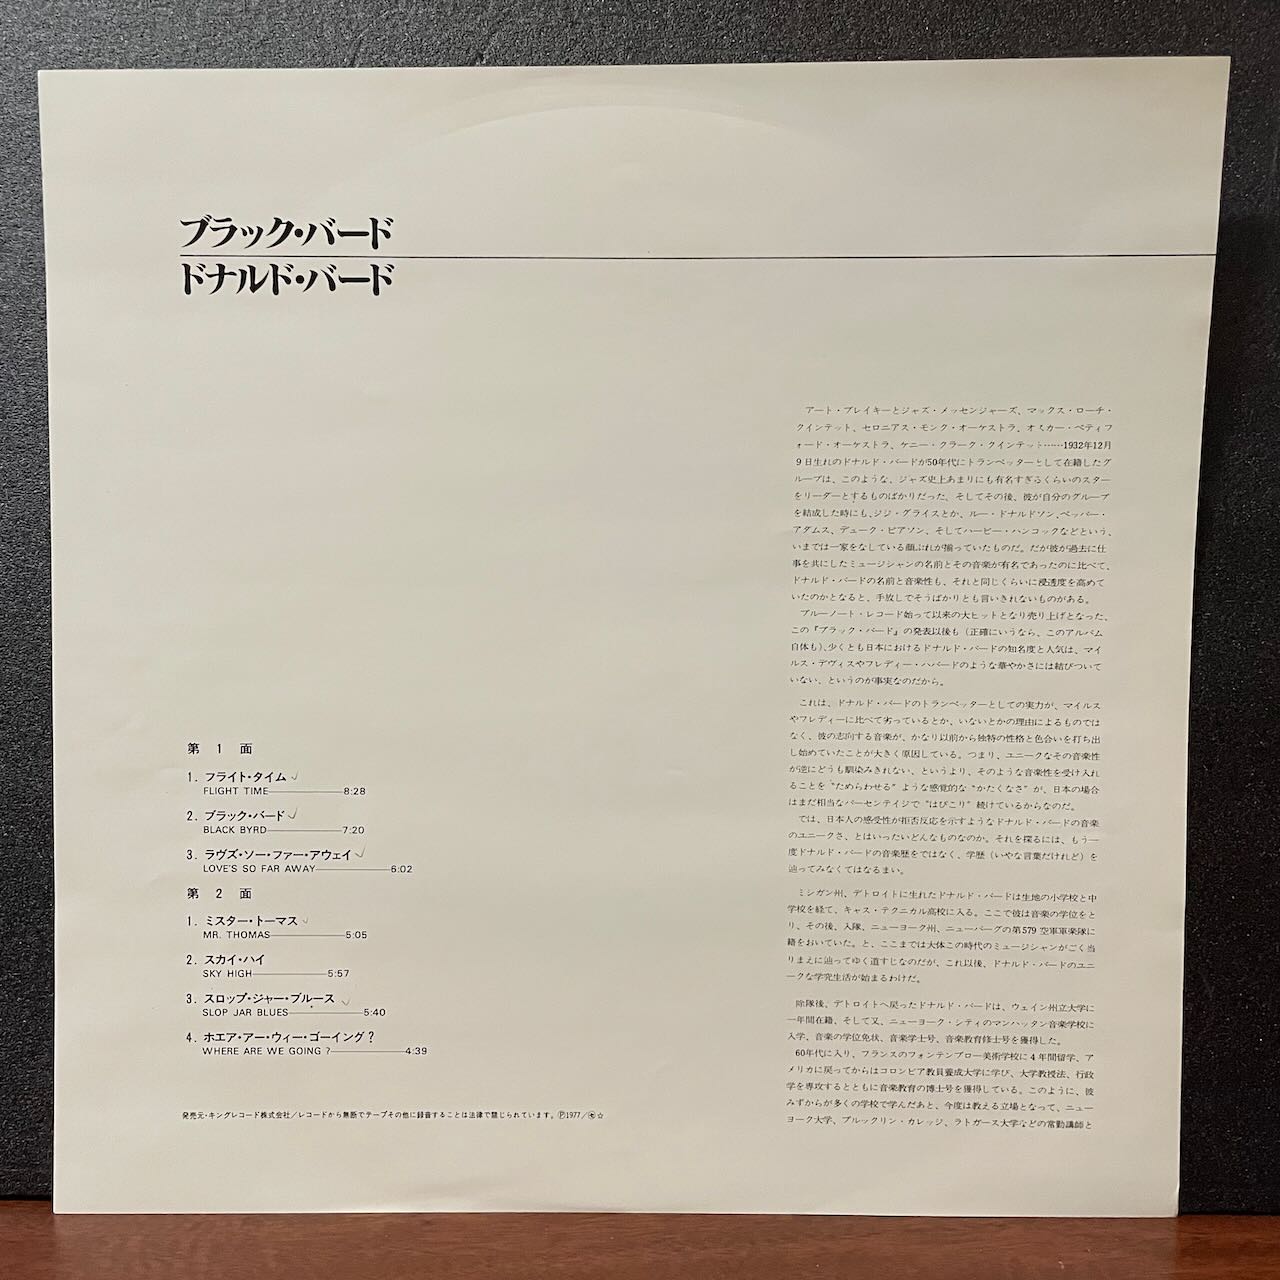 ブラック・バード
ドナルド・バード
第 1 面
1. フライト・タイム
FLIGHT TIME 8:28
2. ブラック・バード
BLACK BYRD 7:20
3. ラヴズ・ソー・ファー・アウェイ
LOVE'S SO FAR AWAY 6:02
第 2 面
1. ミスター・トーマス
MR. THOMAS 5:05
2. スカイ・ハイ
SKY HIGH 5:57
3. スロップ・ジャー・ブルース
SLOP JAR BLUES 5:40
4. ホエア・アー・ウィー・ゴーイング？
WHERE ARE WE GOING ? 4:39
発売元・キングレコード株式会社／レコードから無断でテープその他に録音することは法律で禁じられています。Ⓟ1977／㋖☆
アート・ブレイキーとジャズ・メッセンジャーズ、マックス・ローチ・
クインテット、セロニアス・モンク・オーケストラ、オスカー・ペティフ
ォード・オーケストラ、ケニー・クラーク・クインテット……1932年12月
9日生れのドナルド・バードが50年代にトランペッターとして在籍したグ
ループは、このような、ジャズ史上あまりにも有名すぎるくらいのスター
をリーダーとするものばかりだった。そしてその後、彼が自分のグループ
を結成した時にも、ジジ・グライスとか、ルー・ドナルドソン、ペッパー・
アダムス、デューク・ピアソン、そしてハービー・ハンコックなどという、
いまでは一家をなしている顔ぶれが揃っていたものだ。だが彼が過去に仕
事を共にしたミュージシャンの名前とその音楽が有名であったのに比べて、
ドナルド・バードの名前と音楽性も、それと同じくらいに浸透度を高めて
いたのかとなると、手放しでそうばかりとも言いきれないものがある。
ブルーノート・レコード始って以来の大ヒットとなり売り上げとなった、
この『ブラック・バード』の発表以後も（正確にいうなら、このアルバム
自体も）、少くとも日本におけるドナルド・バードの知名度と人気は、マイ
ルス・デヴィスやフレディー・ハバードのような華やかさには結びついて
いない、というのが事実なのだから。
これは、ドナルド・バードのトランペッターとしての実力が、マイルス
やフレディーに比べて劣っているとか、いないとかの理由によるものでは
なく、彼の志向する音楽が、かなり以前から独特の性格と色合いを打ち出
し始めていたことが大きく原因している。つまり、ユニークなその音楽性
が逆にどうも馴染みきれない、というより、そのような音楽性を受け入れ
ることを“ためらわせる”ような感覚的な“かたくなさ”が、日本の場合
はまだ相当なパーセンテイジで“はびこり”続けているからなのだ。
では、日本人の感受性が拒否反応を示すようなドナルド・バードの音楽
のユニークさ、とはいったいどんなものなのか。それを探るには、もう一
度ドナルド・バードの音楽歴をではなく、学歴（いやな言葉だけれど）を
辿ってみなくてはなるまい。
ミシガン州、デトロイトに生れたドナルド・バードは生地の小学校と中
学校を経て、キャス・テクニカル高校に入る。ここで彼は音楽の学位をと
り、その後、入隊、ニューヨーク州、ニューバーグの第579空軍軍楽隊に
籍をおいていた。と、ここまでは大体この時代のミュージシャンがごく当
りまえに辿ってゆく道すじなのだが、これ以後、ドナルド・バードのユニ
ークな学究生活が始まるわけだ。
除隊後、デトロイトへ戻ったドナルド・バードは、ウェイン州立大学に
一年間在籍、そして又、ニューヨーク・シティのマンハッタン音楽学校に
入学、音楽の学位免状、音楽学士号、音楽教育修士号を獲得した。
60年代に入り、フランスのフォンテンブロー美術学校に4年間留学、ア
メリカに戻ってからはコロンビア教員養成大学に学び、大学教授法、行政
学を専攻するとともに音楽教育の博士号を獲得している。このように、彼
みずからが多くの学校で学んだあと、今度は教える立場となって、ニュー
ヨーク大学、ブルックリン・カレッジ、ラトガース大学などの常勤講師と